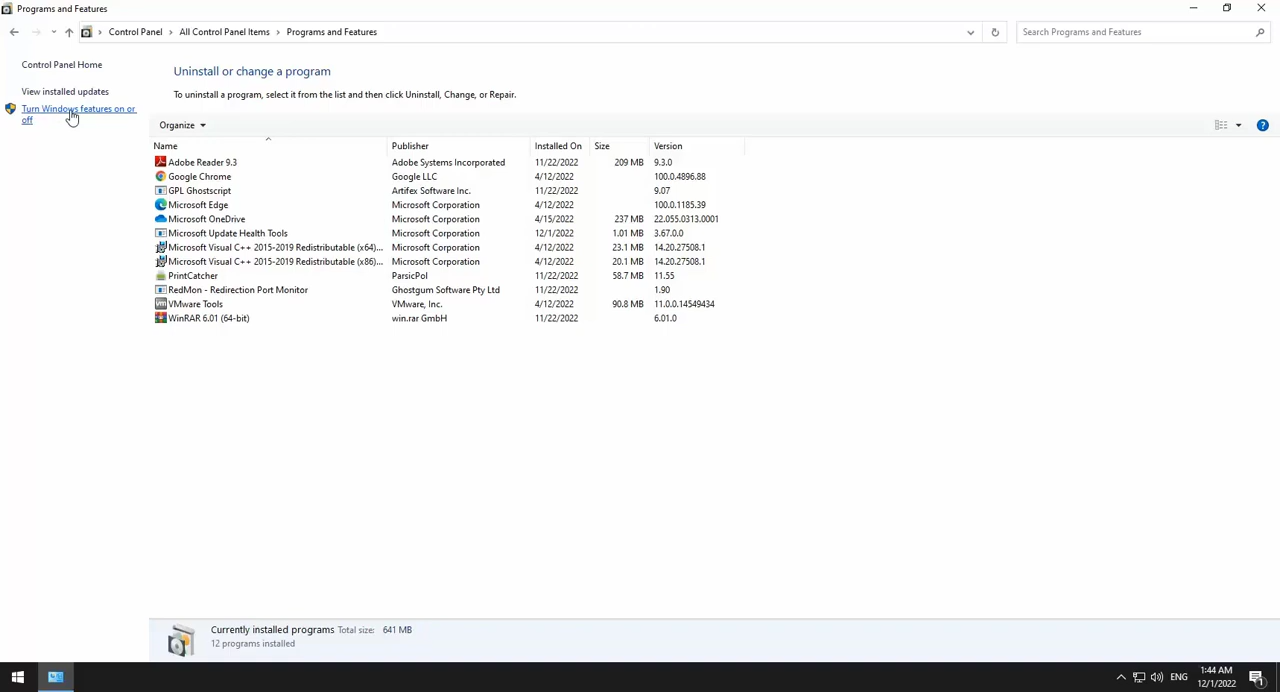 Programs and Features
Control Panel > All Control Panel Items > Programs and Features
Search Programs and Features
Control Panel Home
View installed updates
Turn Windows features on or
off
Uninstall or change a program
To uninstall a program, select it from the list and then click Uninstall, Change, or Repair.
Organize
Name Publisher Installed On Size Version
Adobe Reader 9.3 Adobe Systems Incorporated 11/22/2022 209 MB 9.3.0
Google Chrome Google LLC 4/12/2022 100.0.4896.88
GPL Ghostscript Artifex Software Inc. 11/22/2022 9.07
Microsoft Edge Microsoft Corporation 4/12/2022 100.0.1185.39
Microsoft OneDrive Microsoft Corporation 4/15/2022 237 MB 22.055.0313.0001
Microsoft Update Health Tools Microsoft Corporation 12/1/2022 1.01 MB 3.67.0.0
Microsoft Visual C++ 2015-2019 Redistributable (x64)... Microsoft Corporation 4/12/2022 23.1 MB 14.20.27508.1
Microsoft Visual C++ 2015-2019 Redistributable (x86)... Microsoft Corporation 4/12/2022 20.1 MB 14.20.27508.1
PrintCatcher ParsicPol 11/22/2022 58.7 MB 11.55
RedMon - Redirection Port Monitor Ghostgum Software Pty Ltd 11/22/2022 1.90
VMware Tools VMware, Inc. 4/12/2022 90.8 MB 11.0.0.14549434
WinRAR 6.01 (64-bit) win.rar GmbH 11/22/2022 6.01.0
Currently installed programs Total size: 641 MB
12 programs installed
ENG
1:44 AM
12/1/2022
1